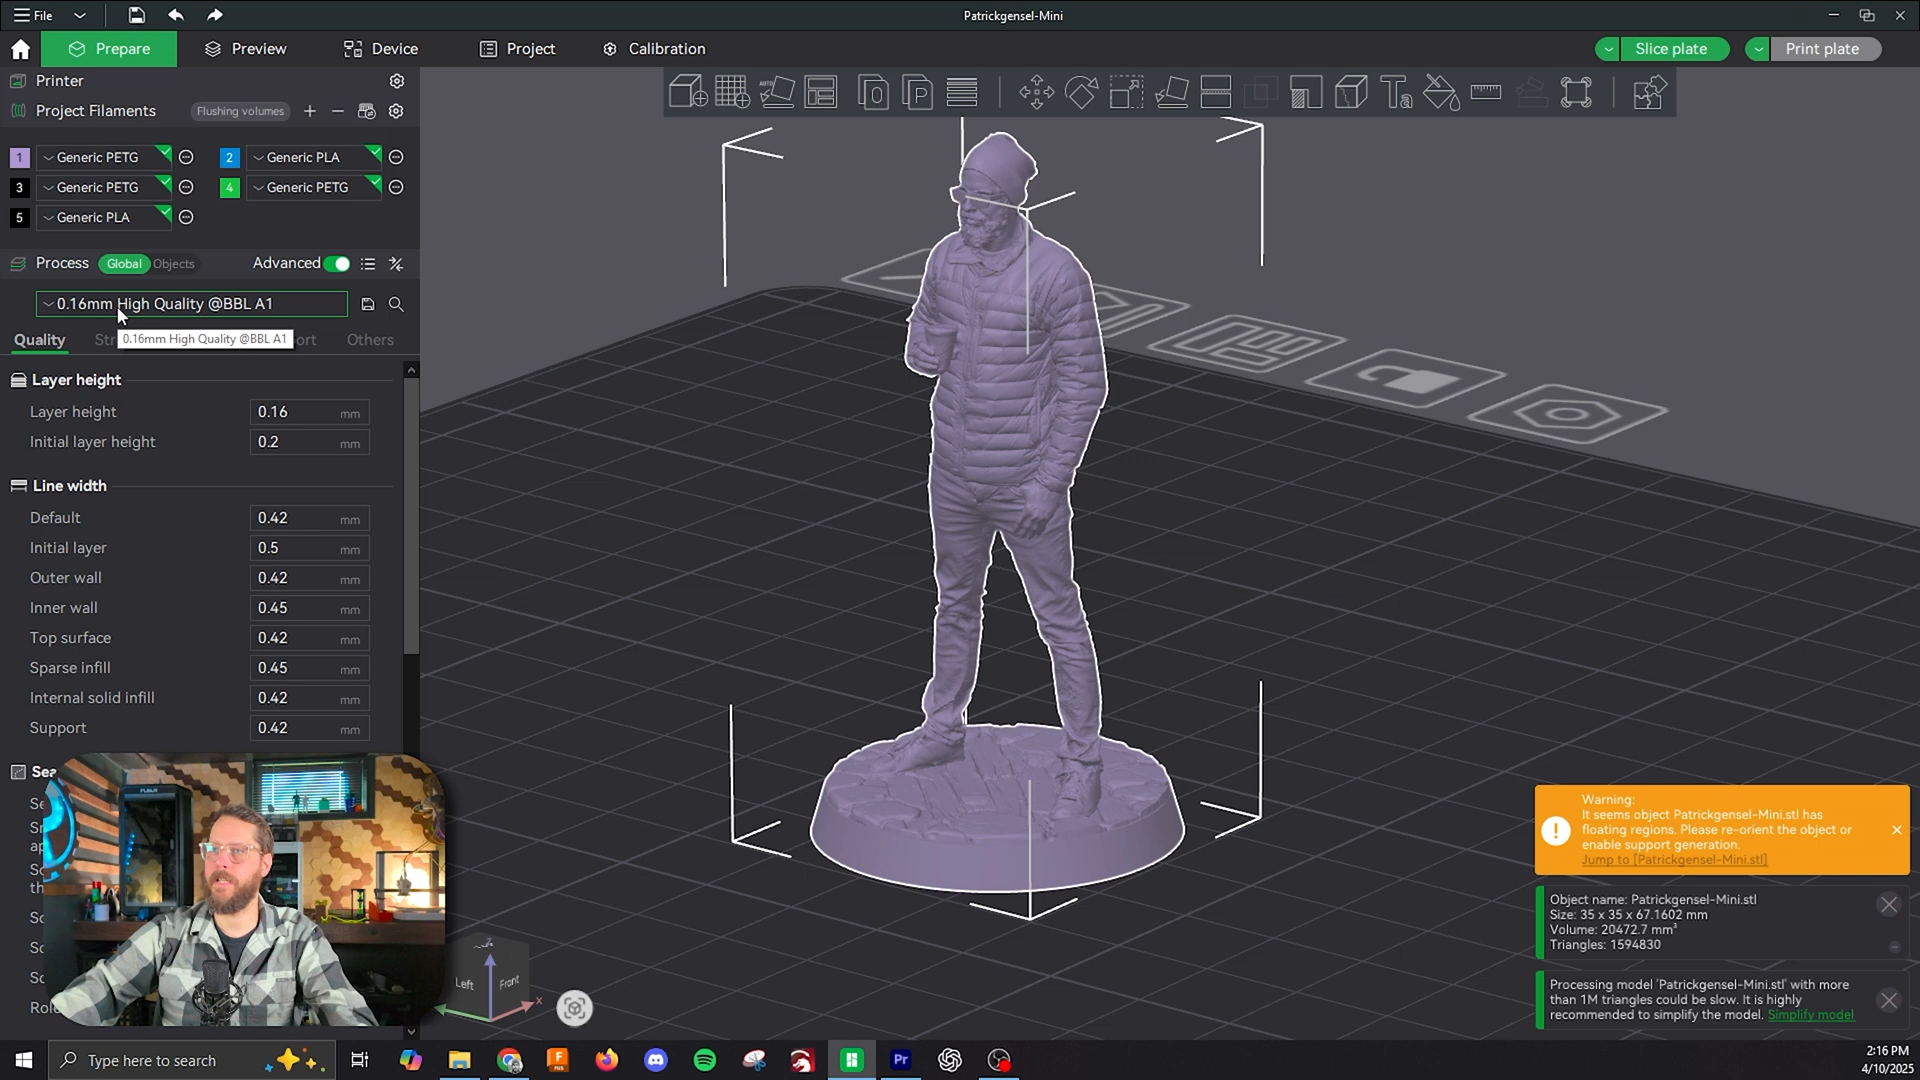 File
Patrickgensel-Mini
Prepare
Preview
Device
Project
Calibration
Slice plate
Print plate
Printer
Project Filaments
Flushing volumes
1 Generic PETG
2 Generic PLA
3 Generic PETG
4 Generic PETG
5 Generic PLA
Process
Global
Objects
Advanced
0.16mm High Quality @BBL A1
0.16mm High Quality @BBL A1
Quality
Str
ort
Others
Layer height
Layer height 0.16 mm
Initial layer height 0.2 mm
Line width
Default 0.42 mm
Initial layer 0.5 mm
Outer wall 0.42 mm
Inner wall 0.45 mm
Top surface 0.42 mm
Sparse infill 0.45 mm
Internal solid infill 0.42 mm
Support 0.42 mm
Left
Front
Z
X
Warning:
It seems object Patrickgensel-Mini.stl has
floating regions. Please re-orient the object or
enable support generation.
Jump to [Patrickgensel-Mini.stl]
Object name: Patrickgensel-Mini.stl
Size: 35 x 35 x 67.1602 mm
Volume: 20472.7 mm³
Triangles: 1594830
Processing model 'Patrickgensel-Mini.stl' with more
than 1M triangles could be slow. It is highly
recommended to simplify the model. Simplify model
Type here to search
Pr
2:16 PM
4/10/2025